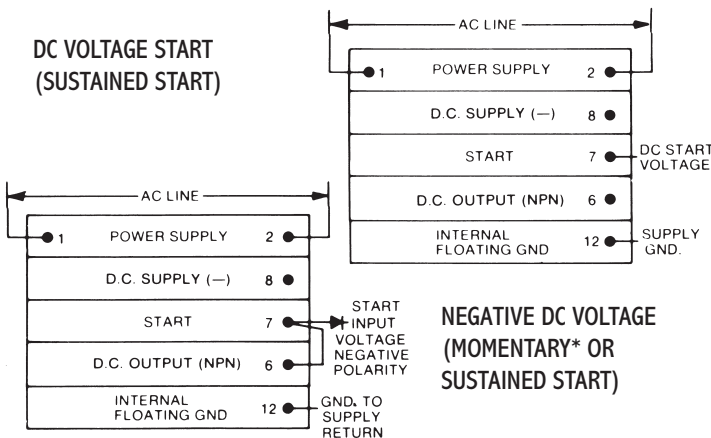 DC VOLTAGE START
(SUSTAINED START)
AC LINE
1 POWER SUPPLY 2
D.C. SUPPLY (—) 8
START 7
DC START
VOLTAGE
D.C. OUTPUT (NPN) 6
INTERNAL
FLOATING GND 12
SUPPLY
GND.
AC LINE
1 POWER SUPPLY 2
D.C. SUPPLY (—) 8
START 7
START
INPUT
VOLTAGE
NEGATIVE
POLARITY
D.C. OUTPUT (NPN) 6
INTERNAL
FLOATING GND 12
GND. TO
SUPPLY
RETURN
NEGATIVE DC VOLTAGE
(MOMENTARY* OR
SUSTAINED START)